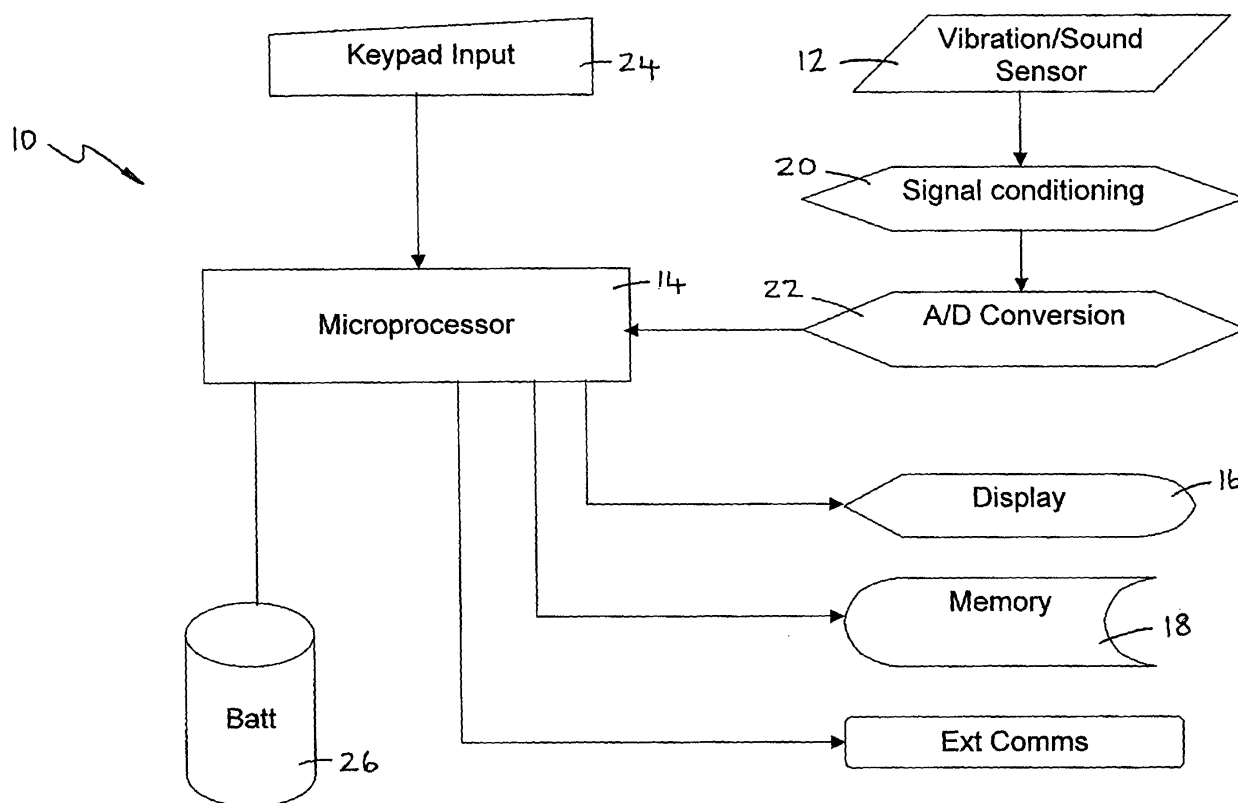 Keypad Input
24
Vibration/Sound
Sensor
12
10
20
Signal conditioning
14
Microprocessor
22
A/D Conversion
Display
16
Memory
18
Batt
26
Ext Comms